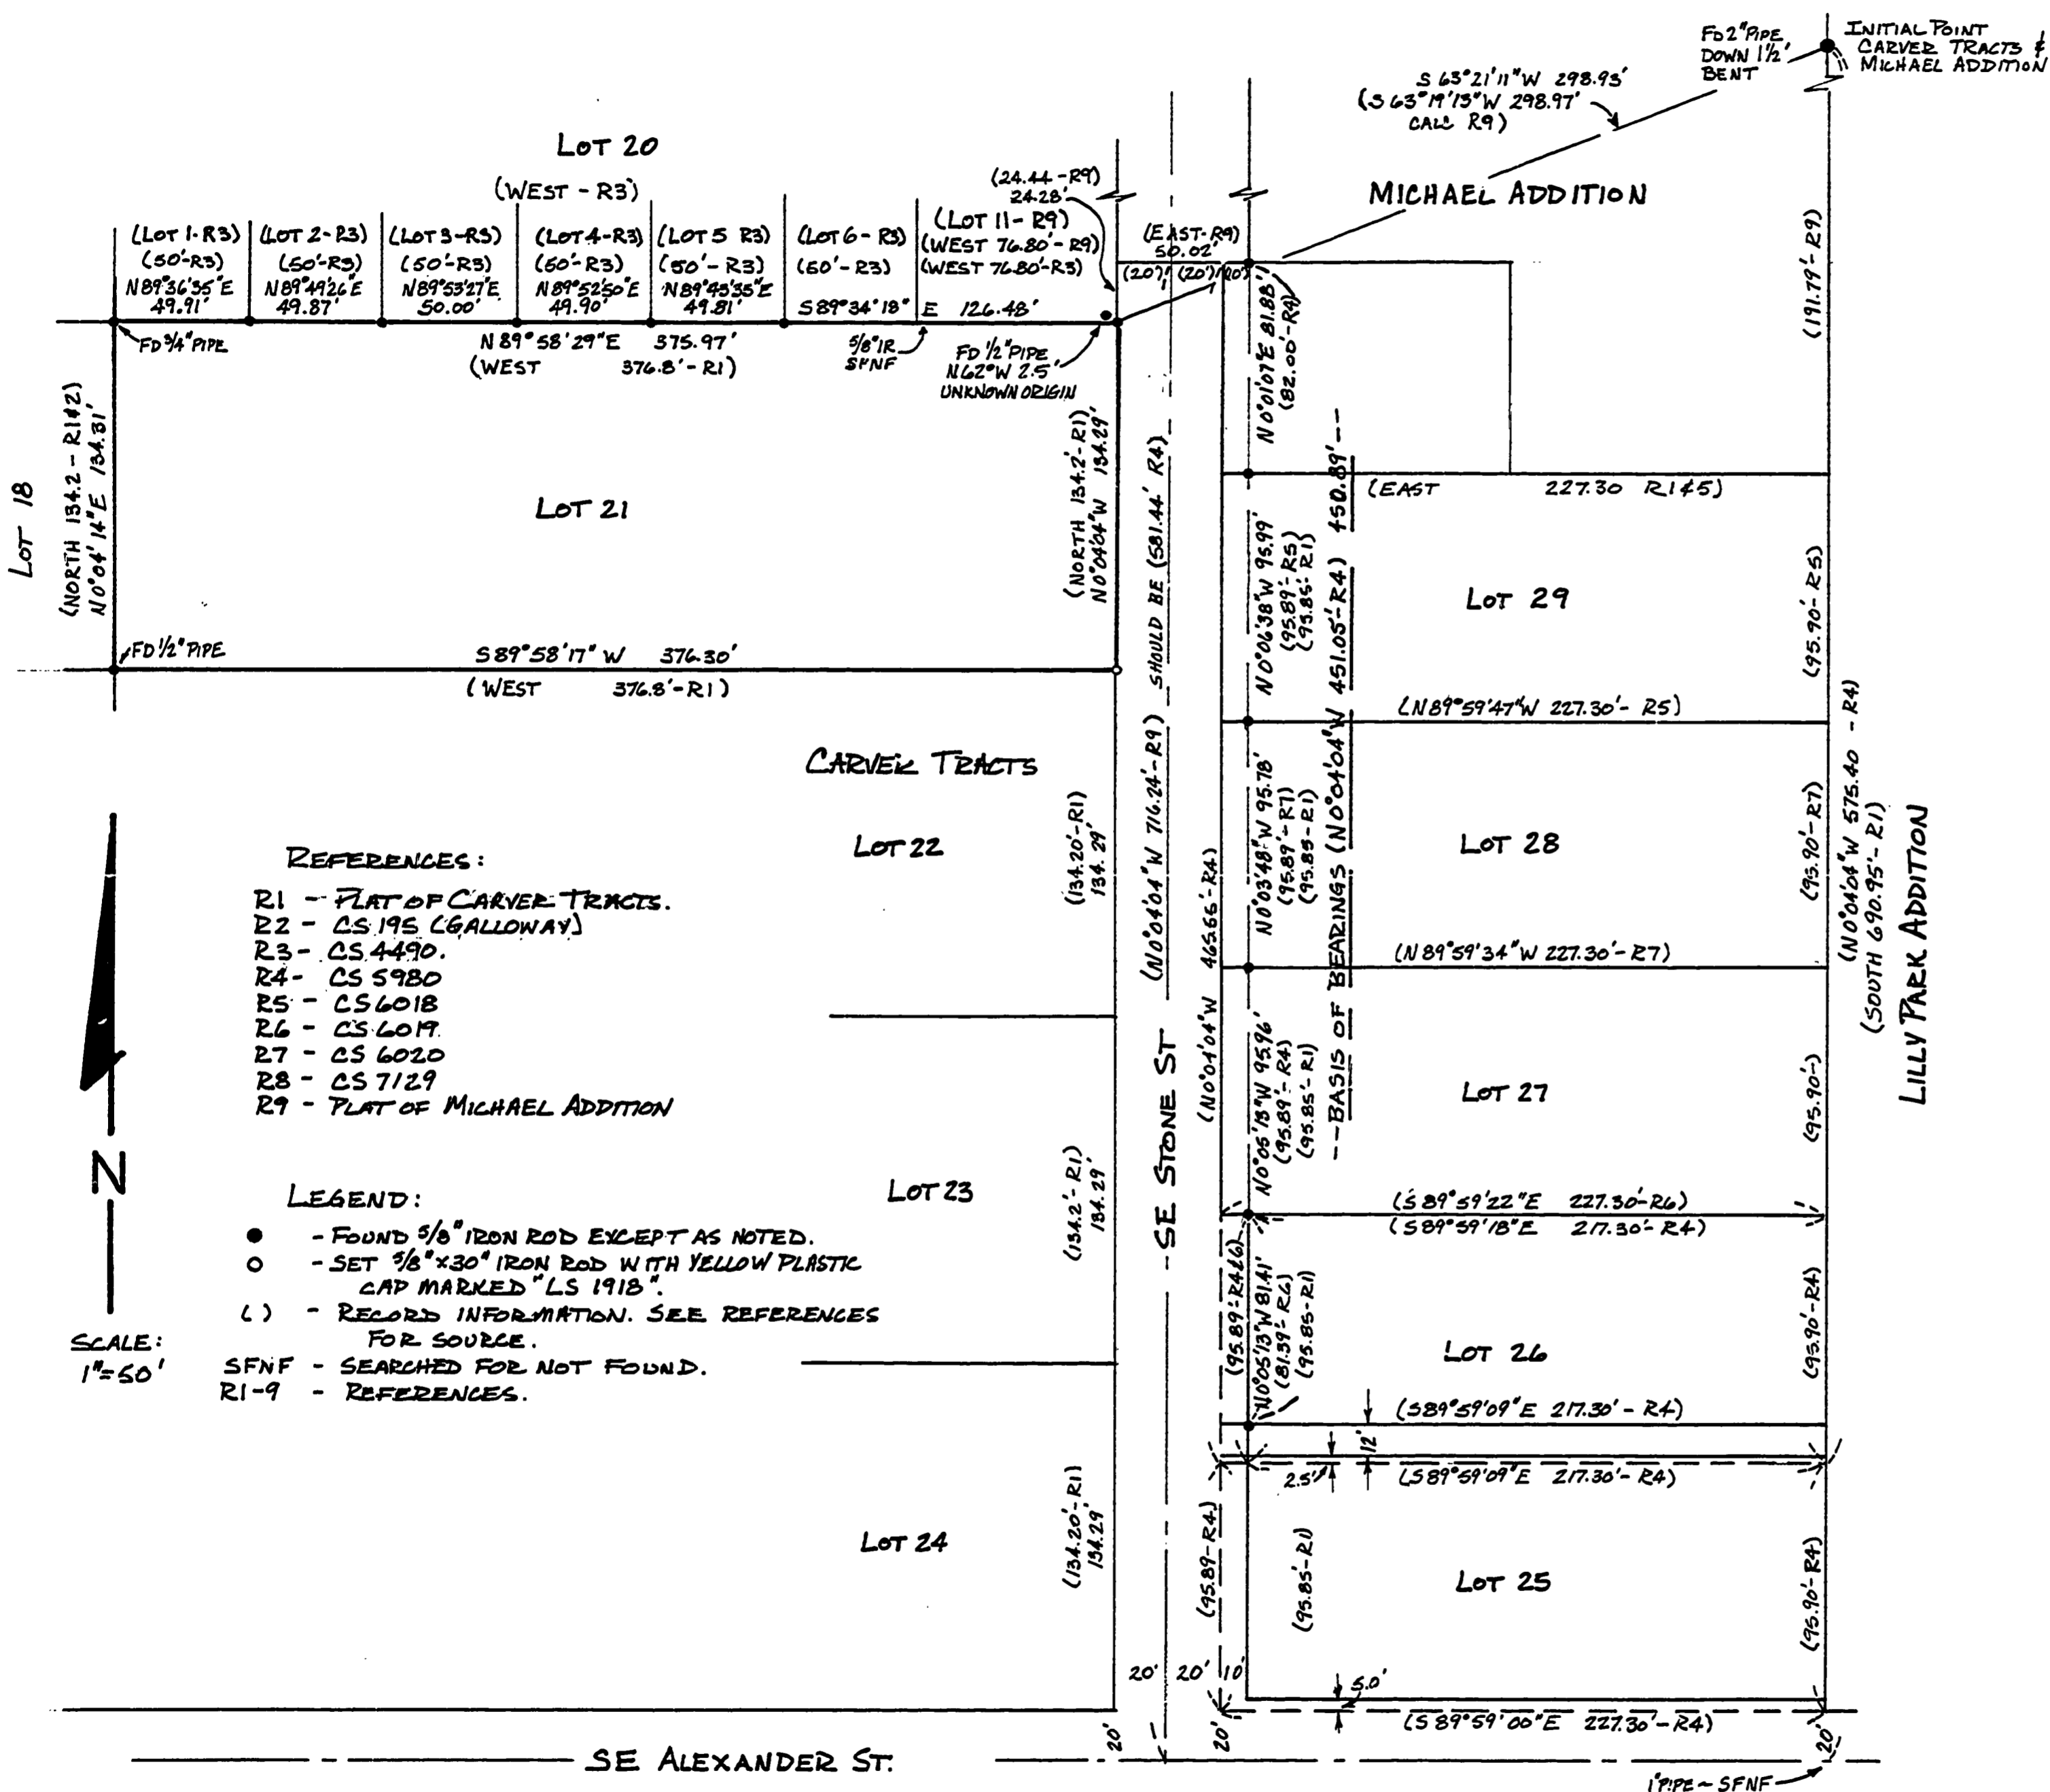 INITIAL POINT
CARVER TRACTS &
MICHAEL ADDITION
FD 2" PIPE
DOWN 1½'
BENT
S 63°21'11" W 298.93'
(S 63°19'13" W 298.97'
CALC R9)
MICHAEL ADDITION
LOT 20
(WEST - R3)
(24.44 - R9)
24.28'
(LOT 1-R3)
(50'-R3)
N89°36'35"E
49.91'
(LOT 2-R3)
(50'-R3)
N89°49'26"E
49.87'
(LOT 3-R3)
(50'-R3)
N89°53'27"E
50.00'
(LOT 4-R3)
(50'-R3)
N89°52'50"E
49.90'
(LOT 5 R3)
(50'-R3)
N89°43'35"E
49.81'
(LOT 6-R3)
(50'-R3)
(LOT 11-R9)
(WEST 76.80'-R9)
(WEST 76.80'-R3)
S89°34'18" E 126.48'
(EAST-R9)
50.02'
(20') (20') (10')
FD ¾" PIPE
N 89°58'29"E 375.97'
(WEST 376.8'-R1)
5/8" IR
SFNF
FD ½" PIPE
N62°W 2.5'
UNKNOWN ORIGIN
LOT 18
(NORTH 134.2 - R1&2)
N0°04'14"E 134.31'
LOT 21
(NORTH 134.2'-R1)
N0°04'04"W 134.29'
FD ½" PIPE
S89°58'17" W 376.30'
(WEST 376.8'-R1)
N0°01'07"E 81.88'
(82.00'-R4)
(191.79'-R9)
(EAST 227.30 R1&5)
N0°06'38"W 95.99'
(95.89'-R5)
(95.85'-R1)
LOT 29
(95.90'-R5)
(N89°59'47"W 227.30'-R5)
CARVER TRACTS
LOT 22
(134.20'-R1)
134.29'
SE STONE ST (N0°04'04"W 716.24'-R9) SHOULD BE (581.44' R4)
(N0°04'04"W 465.65'-R4)
N0°03'48"W 95.78'
(95.89'-R7)
(95.85-R1)
--BASIS OF BEARINGS (N0°04'04"W 451.05'-R4) 450.89'--
LOT 28
(95.90'-R7)
(N0°04'04"W 575.40 -R4)
(SOUTH 690.95'-R1)
LILLY PARK ADDITION
(N89°59'34"W 227.30'-R7)
N0°05'13"W 95.96'
(95.89'-R4)
(95.85'-R1)
LOT 27
(95.90'-)
(S89°59'22"E 227.30'-R6)
(S89°59'18"E 217.30'-R4)
REFERENCES:
R1 - PLAT OF CARVER TRACTS.
R2 - CS 195 (GALLOWAY)
R3 - CS 4490.
R4 - CS 5980
R5 - CS 6018
R6 - CS 6019
R7 - CS 6020
R8 - CS 7129
R9 - PLAT OF MICHAEL ADDITION
N
SCALE:
1"=50'
LEGEND:
- FOUND 5/8" IRON ROD EXCEPT AS NOTED.
- SET 5/8"X30" IRON ROD WITH YELLOW PLASTIC
CAP MARKED "LS 1918".
( ) - RECORD INFORMATION. SEE REFERENCES
FOR SOURCE.
SFNF - SEARCHED FOR NOT FOUND.
R1-9 - REFERENCES.
LOT 23
(134.2'-R1)
134.29'
(95.89'-R4&6)
N0°05'13"W 81.41'
(81.39'-R6)
(95.85-R1)
LOT 26
(95.90'-R4)
(S89°59'09"E 217.30'-R4)
12'
2.5'
(S89°59'09"E 217.30'-R4)
LOT 24
(134.20'-R1)
134.29'
(95.89-R4)
(95.85'-R1)
LOT 25
(95.90'-R4)
20' 20' 10'
5.0'
(S89°59'00"E 227.30'-R4)
20'
20'
20'
SE ALEXANDER ST.
1" PIPE ~ SFNF